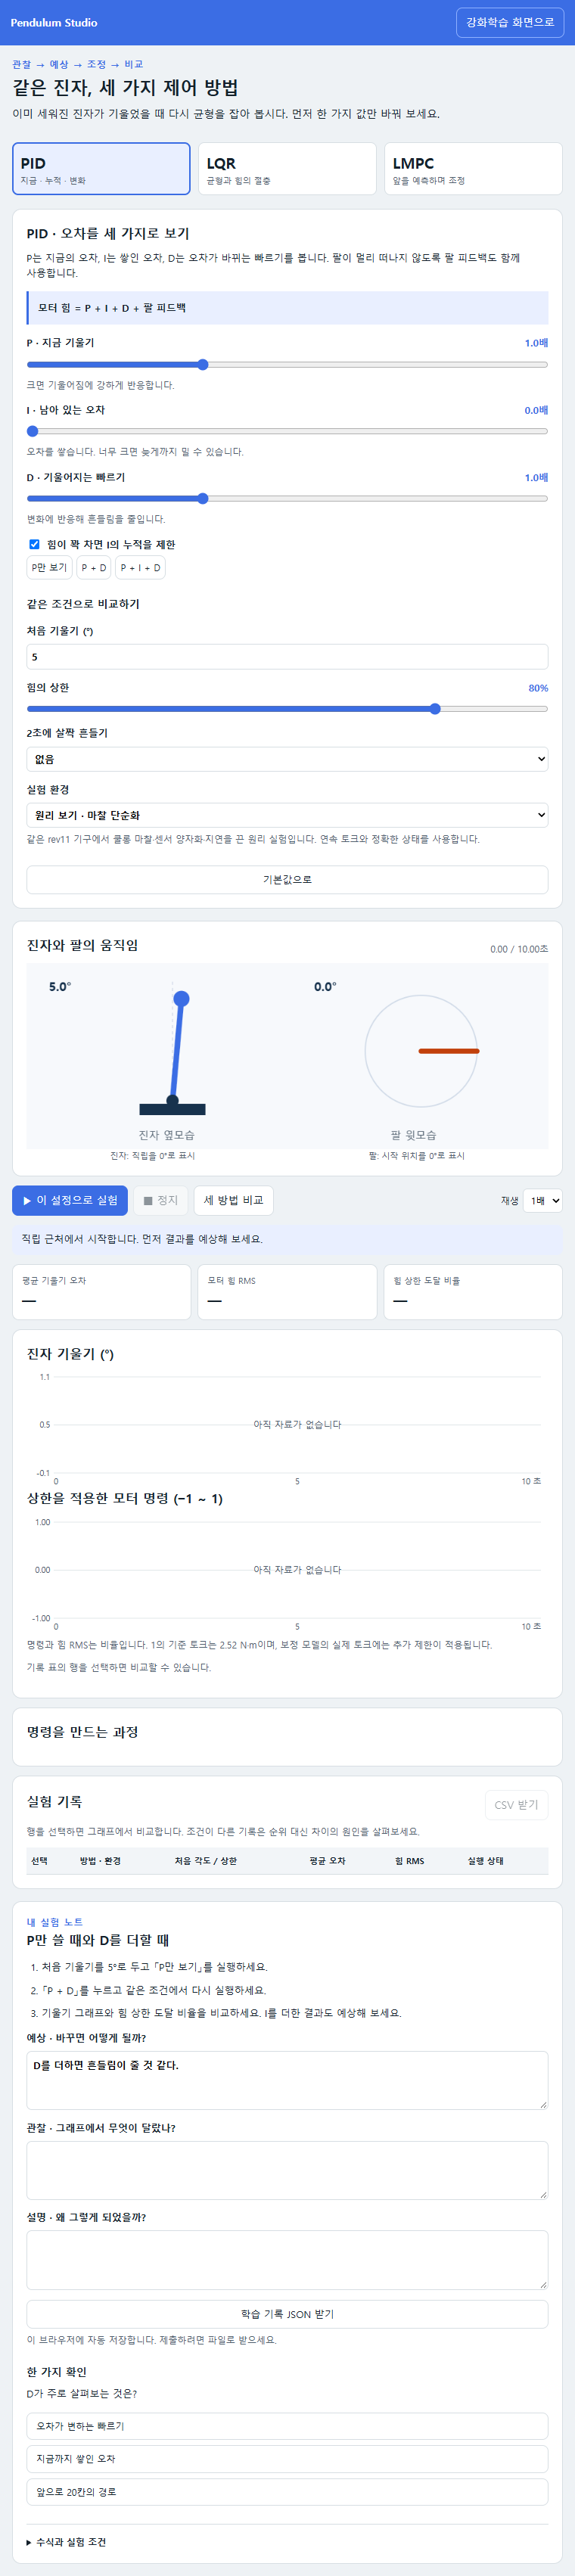 Pendulum Studio
강화학습 화면으로
관찰 → 예상 → 조정 → 비교
같은 진자, 세 가지 제어 방법
이미 세워진 진자가 기울었을 때 다시 균형을 잡아 봅시다. 먼저 한 가지 값만 바꿔 보세요.
PID
지금 · 누적 · 변화
LQR
균형과 힘의 절충
LMPC
앞을 예측하며 조정
PID · 오차를 세 가지로 보기
P는 지금의 오차, I는 쌓인 오차, D는 오차가 바뀌는 빠르기를 봅니다. 팔이 멀리 떠나지 않도록 팔 피드백도 함께
사용합니다.
모터 힘 = P + I + D + 팔 피드백
P · 지금 기울기
1.0배
크면 기울어짐에 강하게 반응합니다.
I · 남아 있는 오차
0.0배
오차를 쌓습니다. 너무 크면 늦게까지 밀 수 있습니다.
D · 기울어지는 빠르기
1.0배
변화에 반응해 흔들림을 줄입니다.
힘이 꽉 차면 I의 누적을 제한
P만 보기
P + D
P + I + D
같은 조건으로 비교하기
처음 기울기 (°)
5
힘의 상한
80%
2초에 살짝 흔들기
없음
실험 환경
원리 보기 · 마찰 단순화
같은 rev11 기구에서 쿨롱 마찰·센서 양자화·지연을 끈 원리 실험입니다. 연속 토크와 정확한 상태를 사용합니다.
기본값으로
진자와 팔의 움직임
0.00 / 10.00초
5.0°
0.0°
진자 옆모습
팔 윗모습
진자: 직립을 0°로 표시
팔: 시작 위치를 0°로 표시
▶ 이 설정으로 실험
■ 정지
세 방법 비교
재생
1배
직립 근처에서 시작합니다. 먼저 결과를 예상해 보세요.
평균 기울기 오차
—
모터 힘 RMS
—
힘 상한 도달 비율
—
진자 기울기 (°)
1.1
0.5
아직 자료가 없습니다
-0.1
0
5
10 초
상한을 적용한 모터 명령 (−1 ~ 1)
1.00
0.00
아직 자료가 없습니다
-1.00
0
5
10 초
명령과 힘 RMS는 비율입니다. 1의 기준 토크는 2.52 N·m이며, 보정 모델의 실제 토크에는 추가 제한이 적용됩니다.
기록 표의 행을 선택하면 비교할 수 있습니다.
명령을 만드는 과정
실험 기록
CSV 받기
행을 선택하면 그래프에서 비교합니다. 조건이 다른 기록은 순위 대신 차이의 원인을 살펴보세요.
선택
방법 · 환경
처음 각도 / 상한
평균 오차
힘 RMS
실행 상태
내 실험 노트
P만 쓸 때와 D를 더할 때
1. 처음 기울기를 5°로 두고 「P만 보기」를 실행하세요.
2. 「P + D」를 누르고 같은 조건에서 다시 실행하세요.
3. 기울기 그래프와 힘 상한 도달 비율을 비교하세요. I를 더한 결과도 예상해 보세요.
예상 · 바꾸면 어떻게 될까?
D를 더하면 흔들림이 줄 것 같다.
관찰 · 그래프에서 무엇이 달랐나?
설명 · 왜 그렇게 되었을까?
학습 기록 JSON 받기
이 브라우저에 자동 저장합니다. 제출하려면 파일로 받으세요.
한 가지 확인
D가 주로 살펴보는 것은?
오차가 변하는 빠르기
지금까지 쌓인 오차
앞으로 20칸의 경로
▶ 수식과 실험 조건